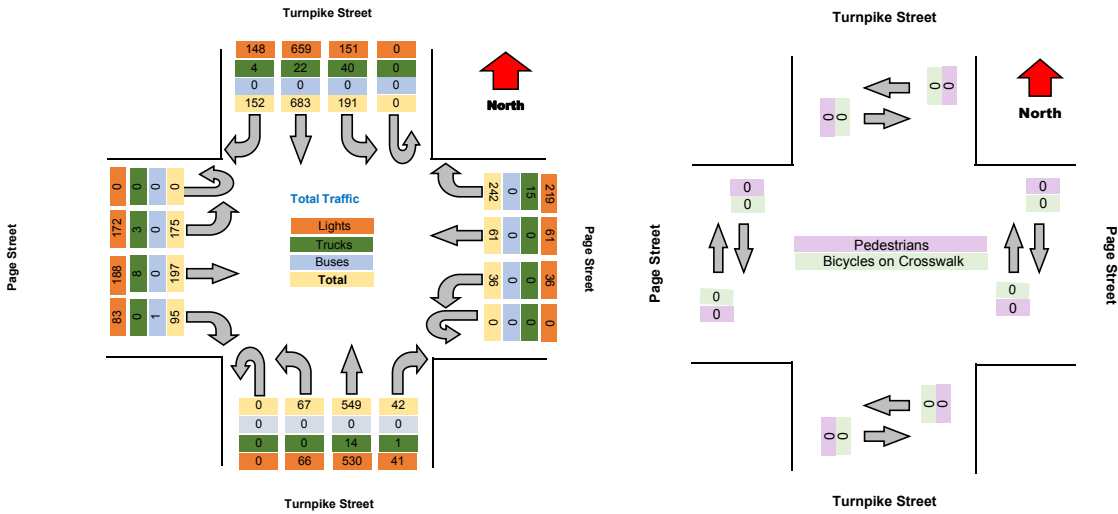 Turnpike Street
148 659 151 0
4 22 40 0
0 0 0 0
152 683 191 0
North
Page Street
0 0 0 0
172 3 0 175
188 8 0 197
83 0 1 95
Total Traffic
Lights
Trucks
Buses
Total
242 0 15 219
61 0 0 61
36 0 0 36
0 0 0 0
Page Street
0 67 549 42
0 0 0 0
0 0 14 1
0 66 530 41
Turnpike Street
Turnpike Street
0 0
0 0
North
Page Street
0
0
0
0
Pedestrians
Bicycles on Crosswalk
0
0
0
0
Page Street
0 0
0 0
Turnpike Street